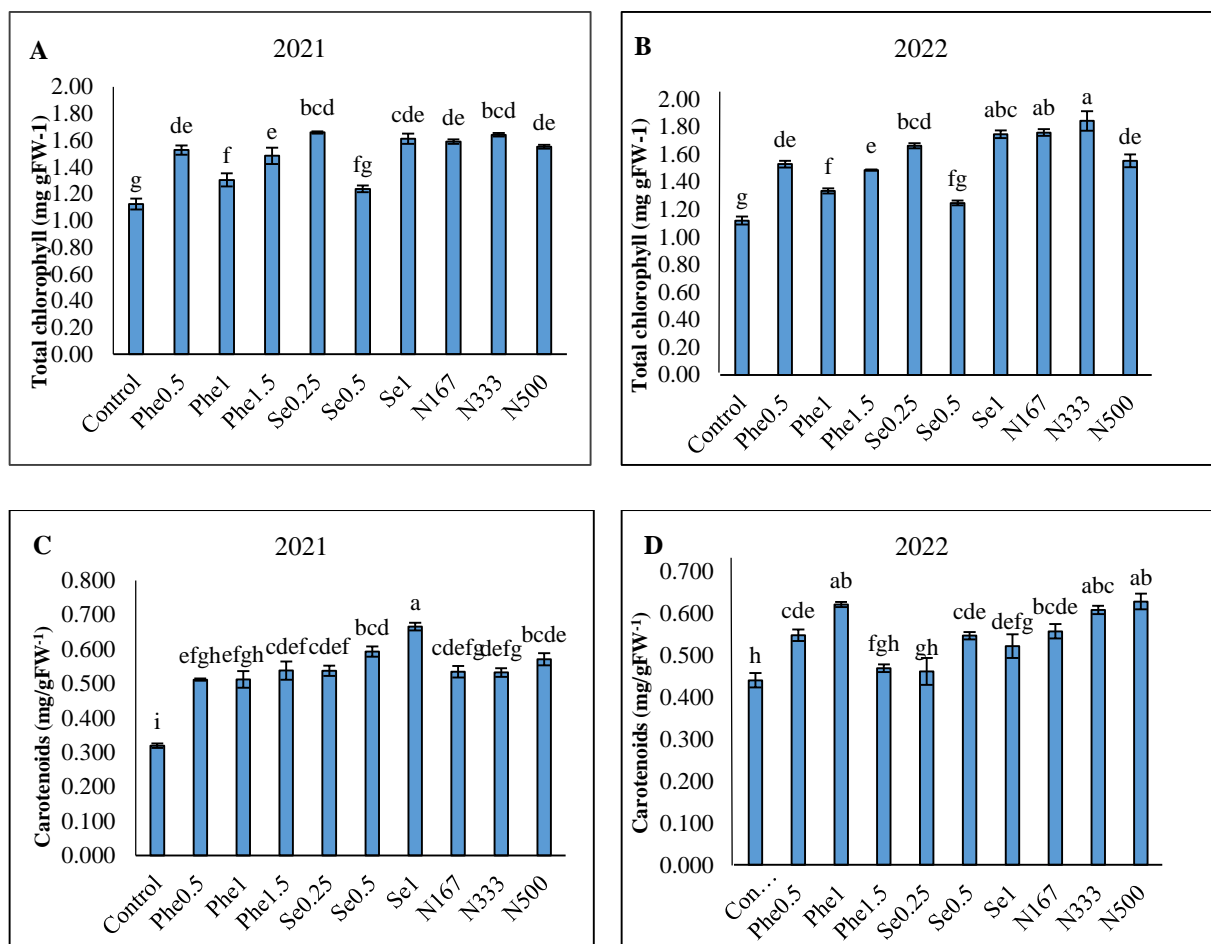 A
2021
Total chlorophyll (mg gFW-1)
2.00
1.80
1.60
1.40
1.20
1.00
0.80
0.60
0.40
0.20
0.00
g
de
f
e
bcd
fg
cde
de
bcd
de
Control
Phe0.5
Phe1
Phe1.5
Se0.25
Se0.5
Se1
N167
N333
N500
B
2022
Total chlorophyll (mg gFW-1)
2.00
1.80
1.60
1.40
1.20
1.00
0.80
0.60
0.40
0.20
0.00
g
de
f
e
bcd
fg
abc
ab
a
de
Control
Phe0.5
Phe1
Phe1.5
Se0.25
Se0.5
Se1
N167
N333
N500
C
2021
Carotenoids (mg/gFW⁻¹)
0.800
0.700
0.600
0.500
0.400
0.300
0.200
0.100
0.000
i
efgh
efgh
cdef
cdef
bcd
a
cdefg
defg
bcde
Control
Phe0.5
Phe1
Phe1.5
Se0.25
Se0.5
Se1
N167
N333
N500
D
2022
Carotenoids (mg/gFW⁻¹)
0.700
0.600
0.500
0.400
0.300
0.200
0.100
0.000
h
cde
ab
fgh
gh
cde
defg
bcde
abc
ab
Con…
Phe0.5
Phe1
Phe1.5
Se0.25
Se0.5
Se1
N167
N333
N500